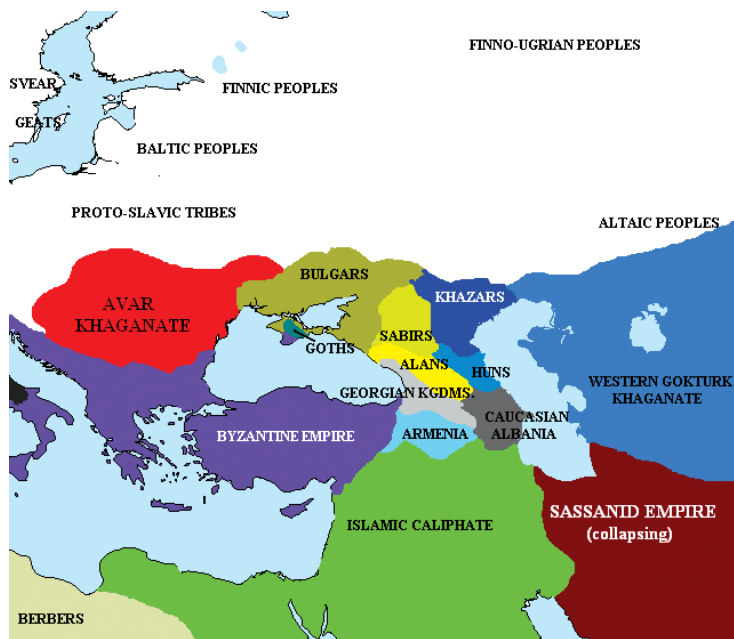 FINNO-UGRIAN PEOPLES
SVEAR
FINNIC PEOPLES
GEATS
BALTIC PEOPLES
PROTO-SLAVIC TRIBES
ALTAIC PEOPLES
BULGARS
KHAZARS
AVAR
KHAGANATE
SABIRS
GOTHS
ALANS
HUNS
WESTERN GOKTURK
KHAGANATE
GEORGIAN KGDMS.
CAUCASIAN
ALBANIA
BYZANTINE EMPIRE
ARMENIA
SASSANID EMPIRE
(collapsing)
ISLAMIC CALIPHATE
BERBERS